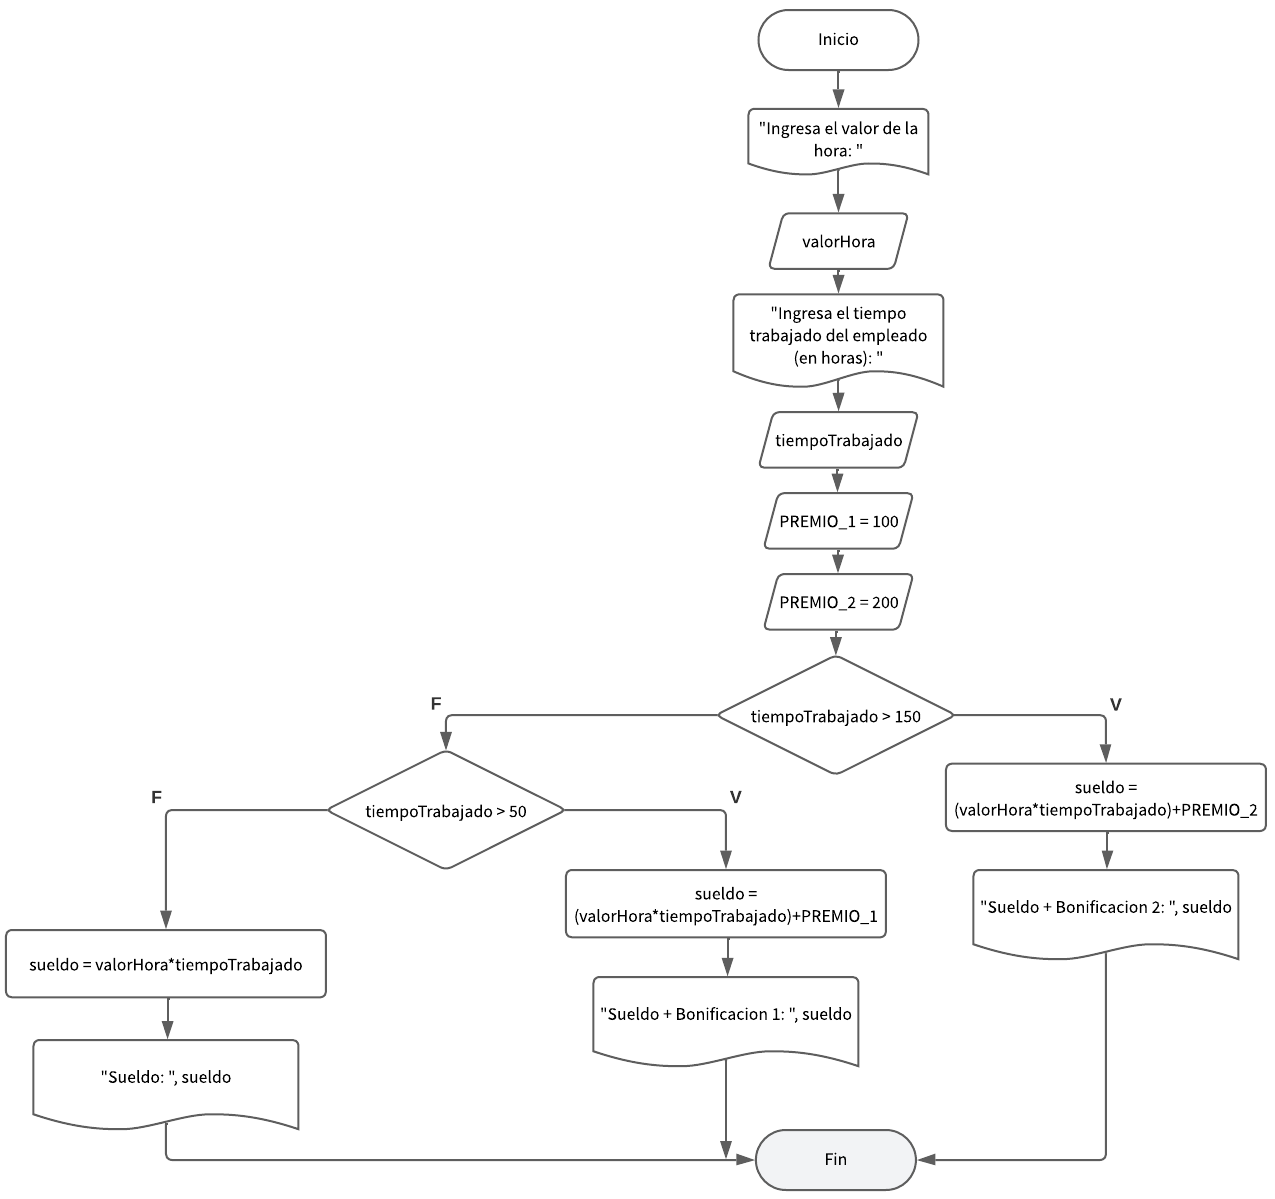 Inicio
"Ingresa el valor de la
hora: "
valorHora
"Ingresa el tiempo
trabajado del empleado
(en horas): "
tiempoTrabajado
PREMIO_1 = 100
PREMIO_2 = 200
tiempoTrabajado > 150
F
V
tiempoTrabajado > 50
F
V
sueldo =
(valorHora*tiempoTrabajado)+PREMIO_2
"Sueldo + Bonificacion 2: ", sueldo
sueldo =
(valorHora*tiempoTrabajado)+PREMIO_1
"Sueldo + Bonificacion 1: ", sueldo
sueldo = valorHora*tiempoTrabajado
"Sueldo: ", sueldo
Fin